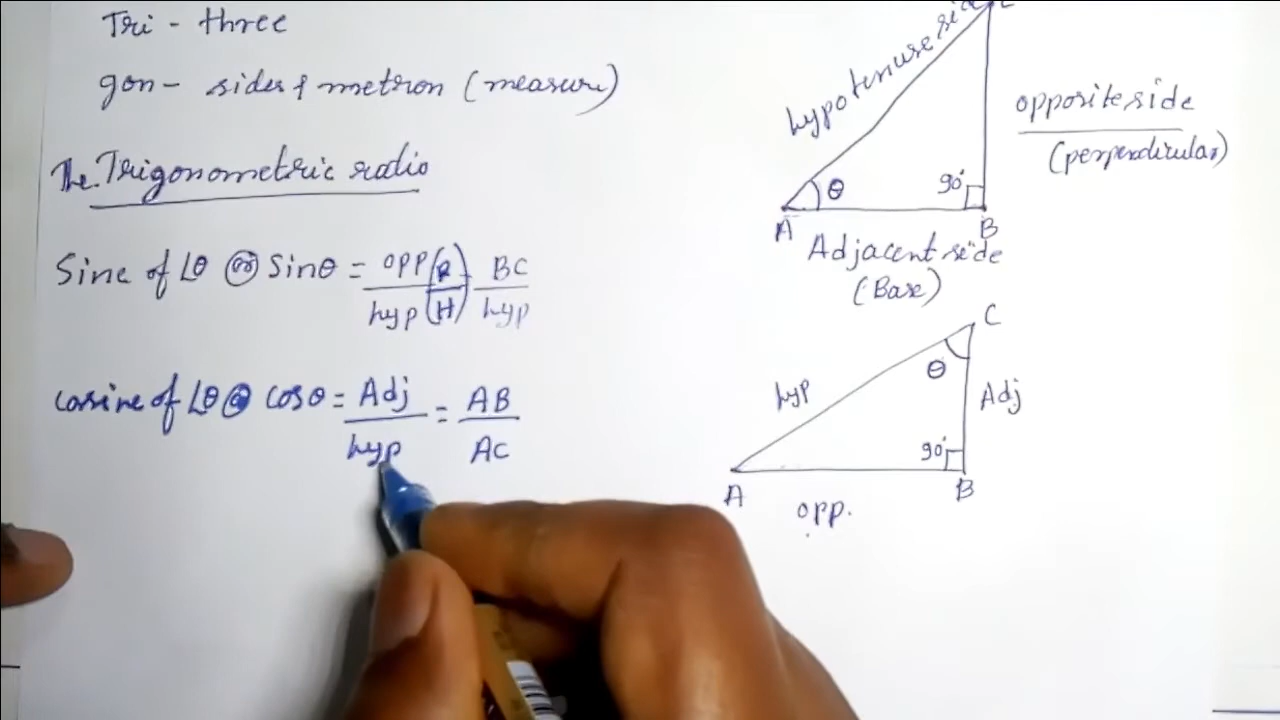 Tri - three
gon - sides & metron (measure)
The Trigonometric ratio
Sine of ∠θ (or) Sinθ = opp(P) / hyp(H) BC / hyp
cosine of ∠θ cosθ = Adj / hyp = AB / AC
hypotenuse side
opposite side
(perpendicular)
θ
90°
A
B
Adjacent side
(Base)
C
θ
hyp
Adj
90°
A
B
opp.